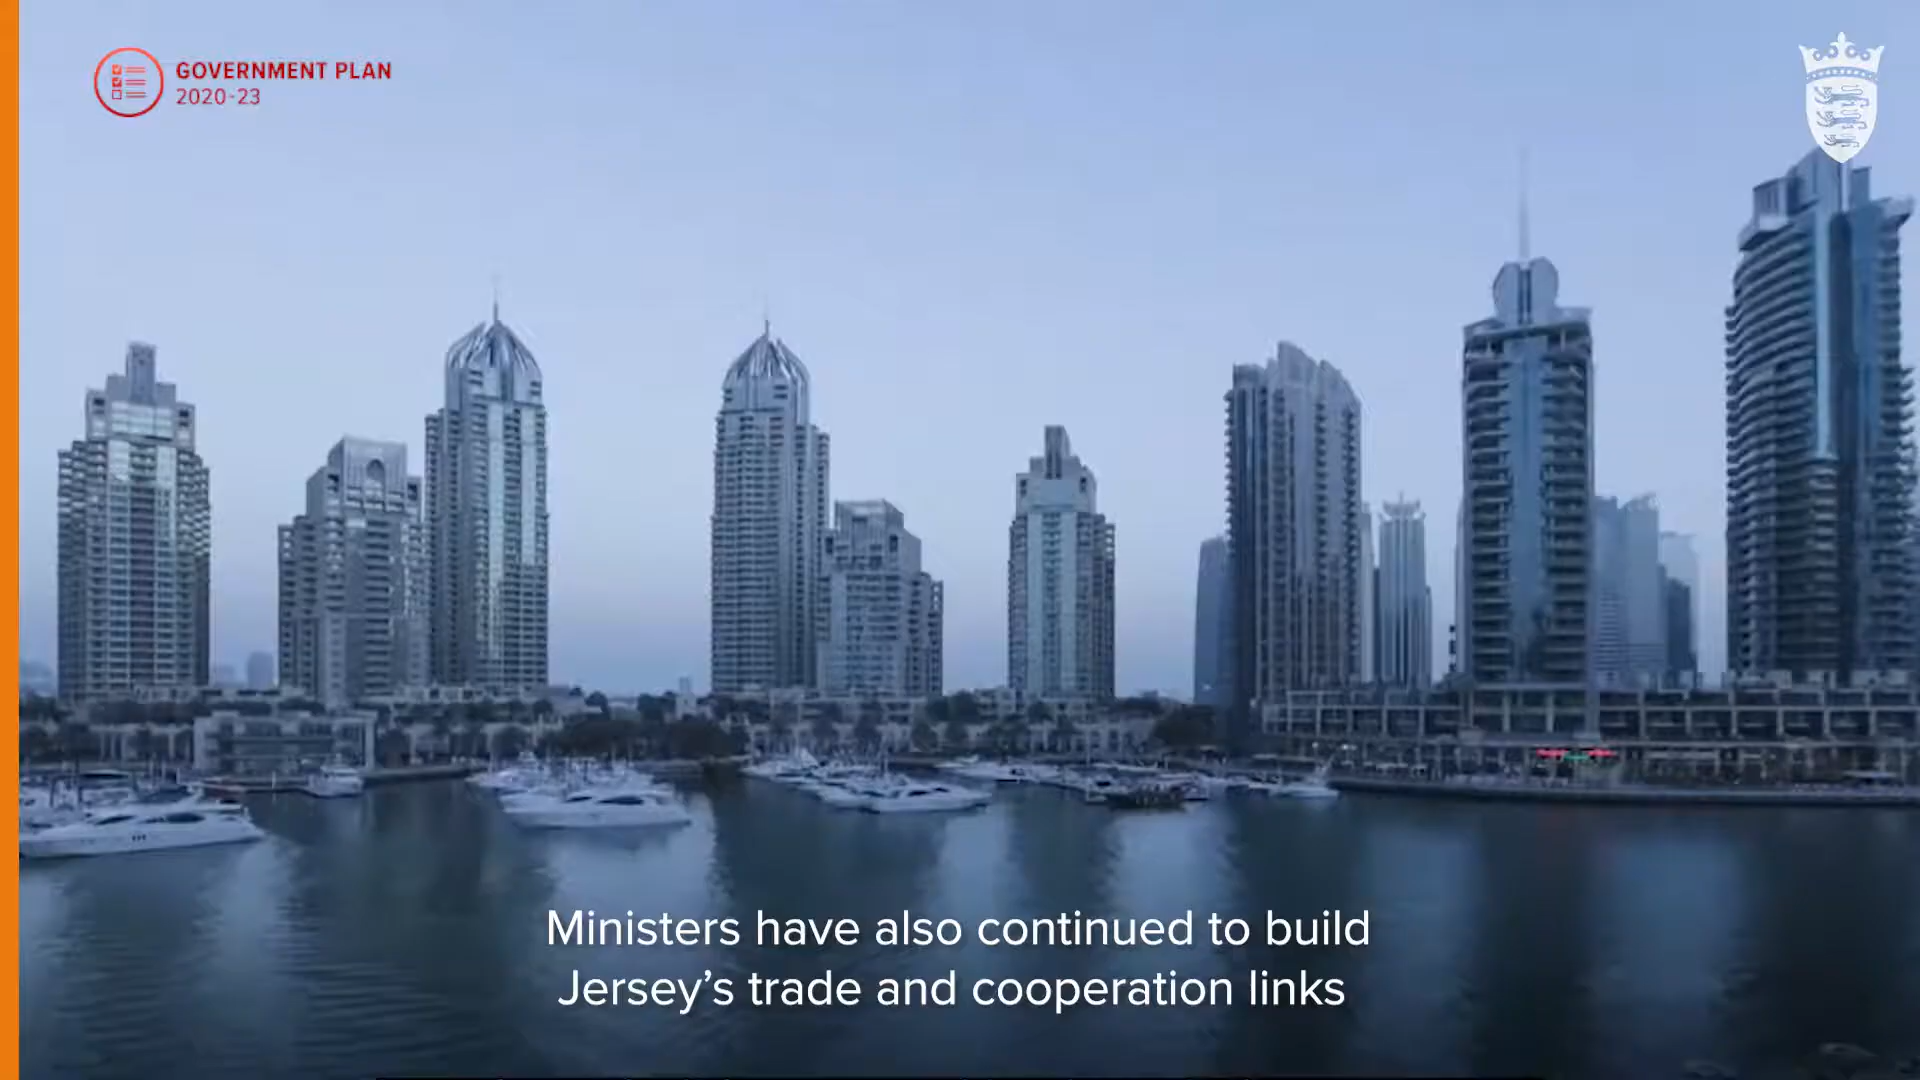 GOVERNMENT PLAN
2020-23
Ministers have also continued to build
Jersey’s trade and cooperation links